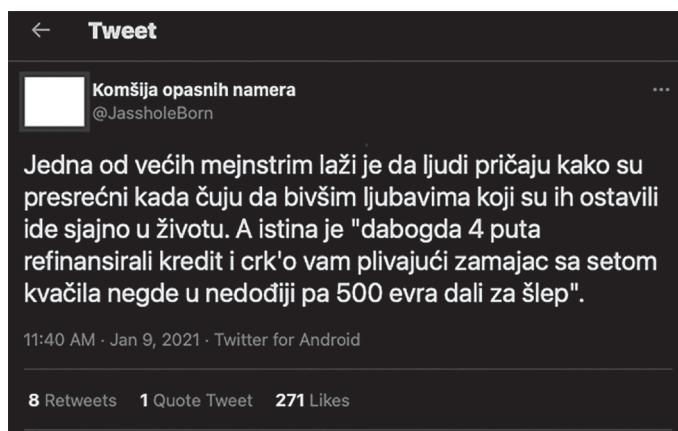 Tweet
Komšija opasnih namera
@JassholeBorn
Jedna od većih mejnstrim laži je da ljudi pričaju kako su
presrećni kada čuju da bivšim ljubavima koji su ih ostavili
ide sjajno u životu. A istina je "dabogda 4 puta
refinansirali kredit i crk'o vam plivajući zamajac sa setom
kvačila negde u nedođiji pa 500 evra dali za šlep".
11:40 AM · Jan 9, 2021 · Twitter for Android
8 Retweets 1 Quote Tweet 271 Likes